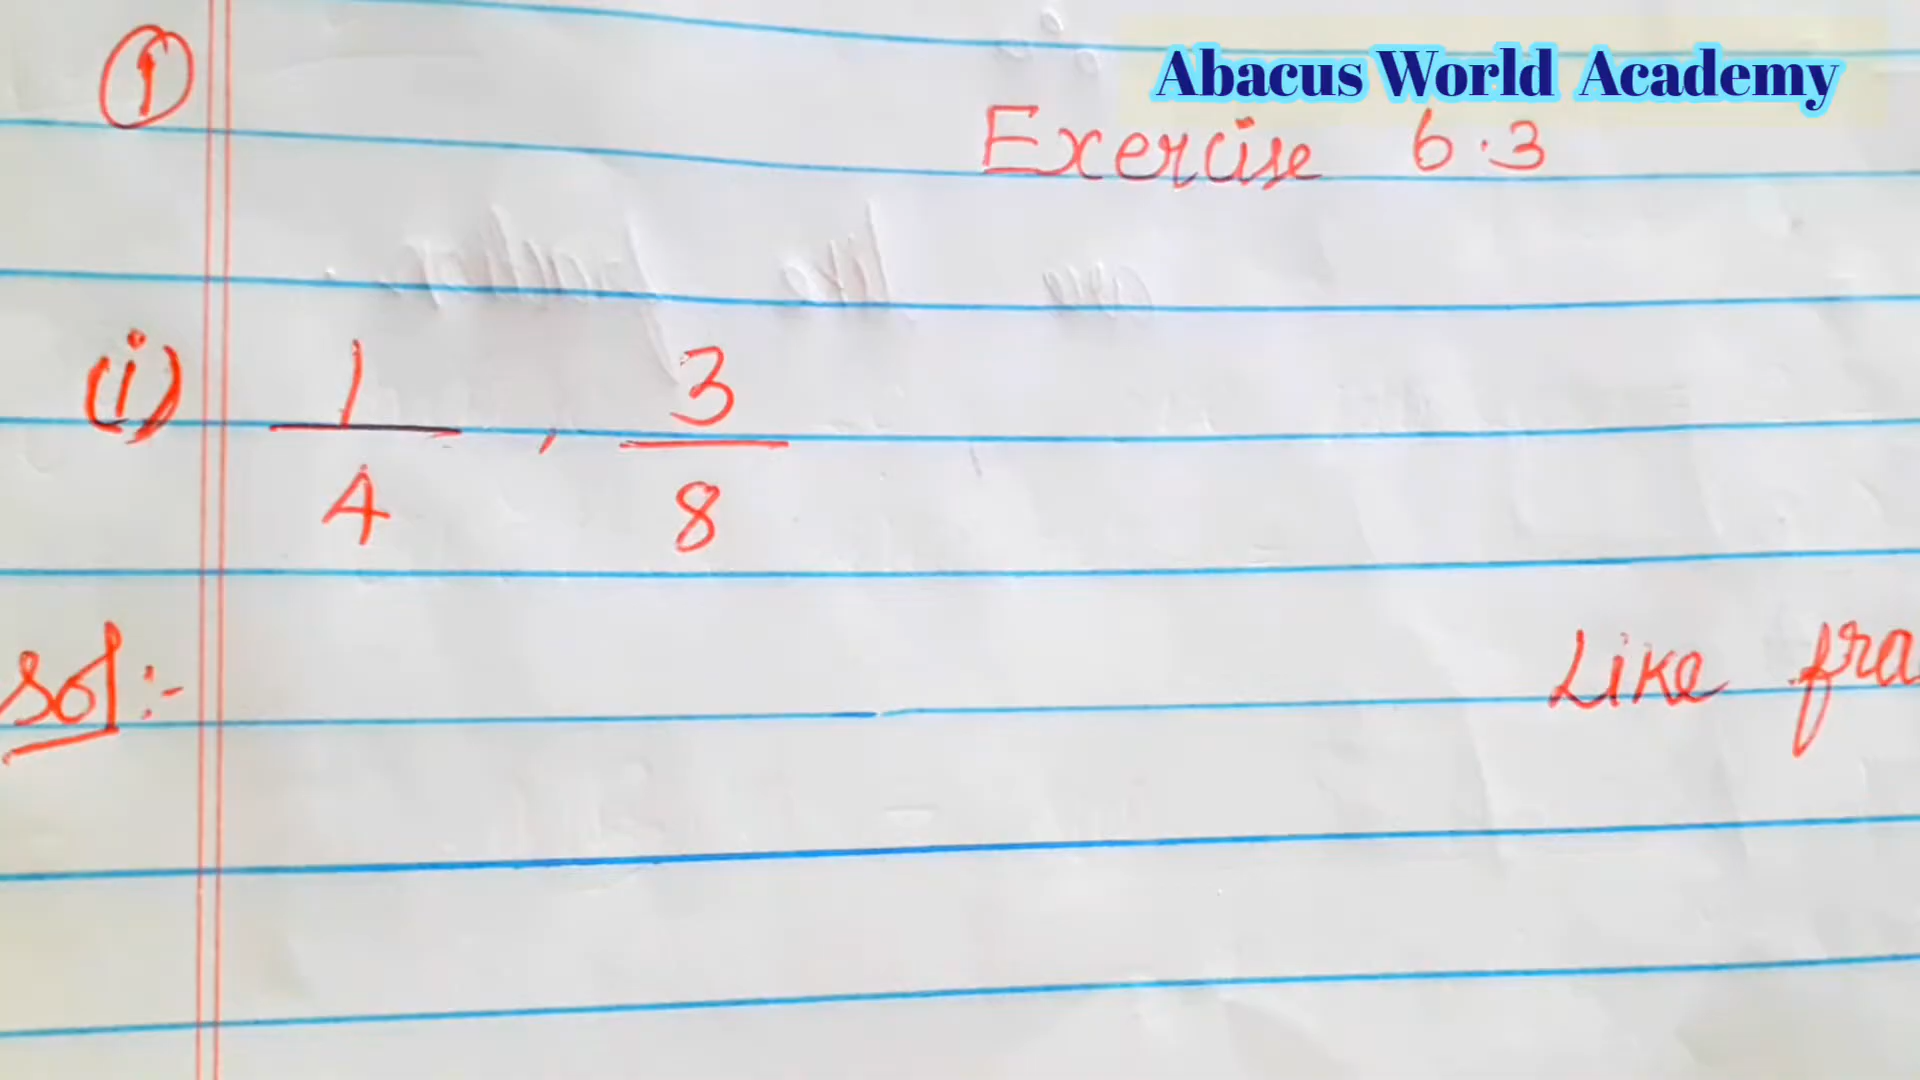 Abacus World Academy
①
Exercise 6.3
(i) 1/4 , 3/8
Sol:-
Like fra